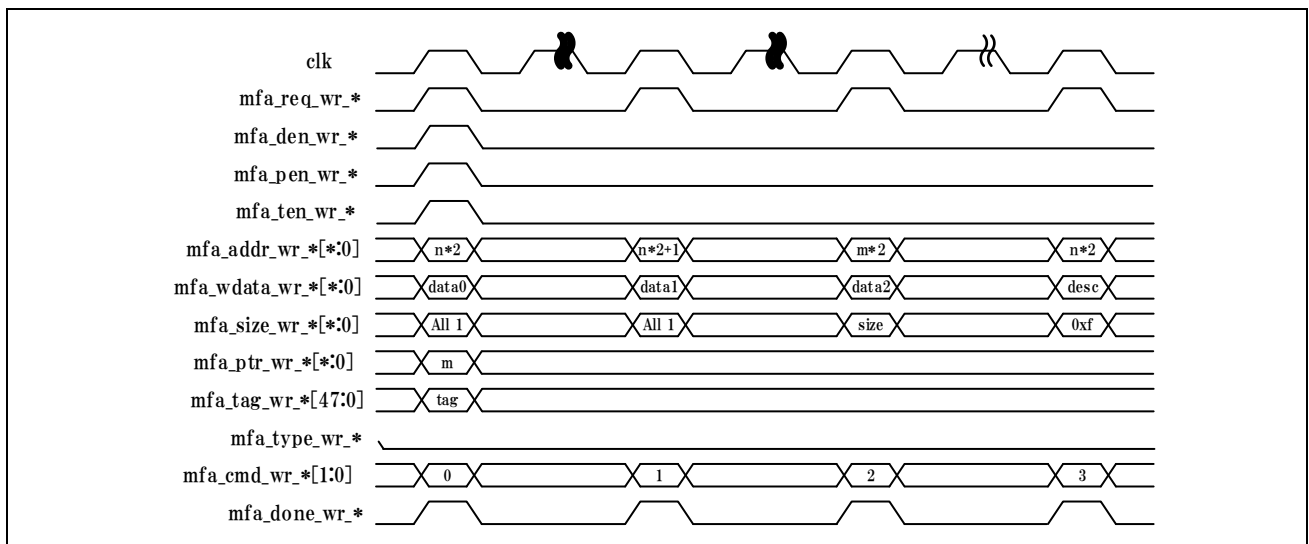 clk
mfa_req_wr_*
mfa_den_wr_*
mfa_pen_wr_*
mfa_ten_wr_*
mfa_addr_wr_*[*:0] n*2 n*2+1 m*2 n*2
mfa_wdata_wr_*[*:0] data0 data1 data2 desc
mfa_size_wr_*[*:0] All 1 All 1 size 0xf
mfa_ptr_wr_*[*:0] m
mfa_tag_wr_*[47:0] tag
mfa_type_wr_*
mfa_cmd_wr_*[1:0] 0 1 2 3
mfa_done_wr_*